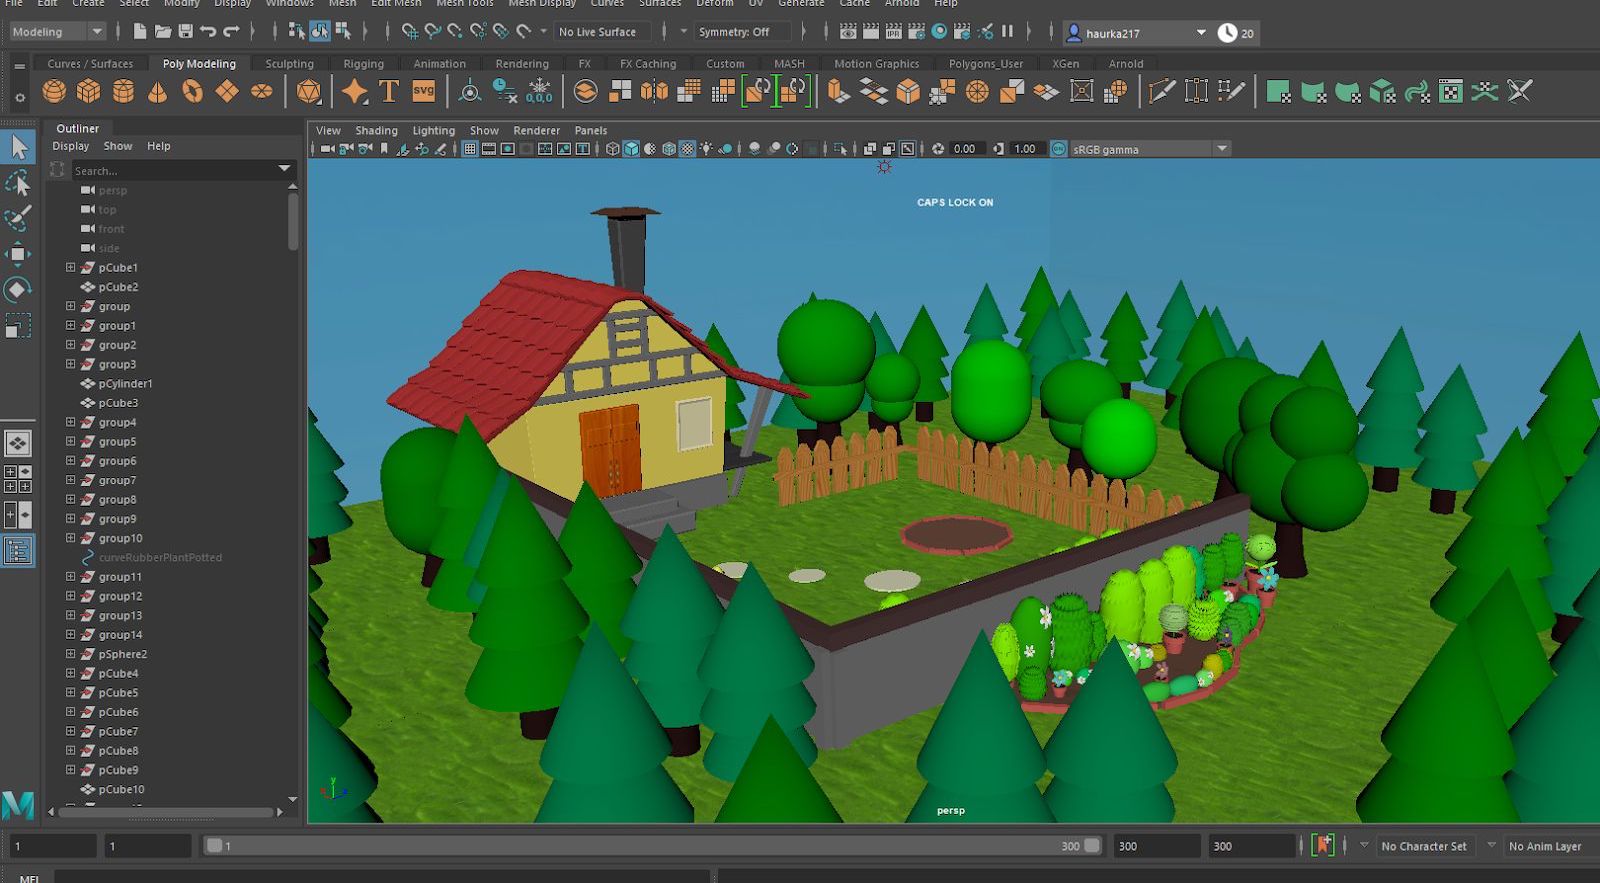 File Edit Create Select Modify Display Windows Mesh Edit Mesh Mesh Tools Mesh Display Curves Surfaces Deform UV Generate Cache Arnold Help
Modeling No Live Surface Symmetry: Off haurka217 20
Curves / Surfaces Poly Modeling Sculpting Rigging Animation Rendering FX FX Caching Custom MASH Motion Graphics Polygons_User XGen Arnold
Outliner
Display Show Help
Search...
View Shading Lighting Show Renderer Panels
0.00 1.00 ON sRGB gamma
persp
top
front
side
pCube1
pCube2
group
group1
group2
group3
pCylinder1
pCube3
group4
group5
group6
group7
group8
group9
group10
curveRubberPlantPotted
group11
group12
group13
group14
pSphere2
pCube4
pCube5
pCube6
pCube7
pCube8
pCube9
pCube10
CAPS LOCK ON
persp
1 1 1 300 300 300 No Character Set No Anim Layer
MEL